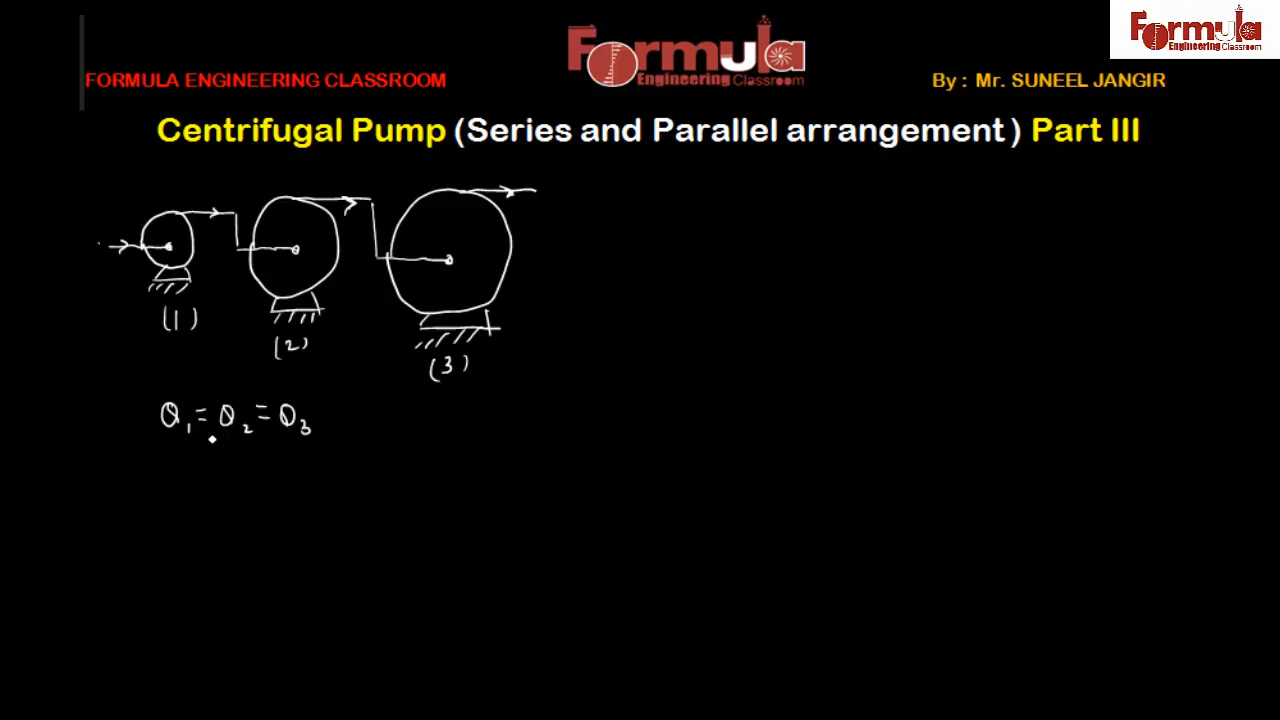 Formula
Engineering Classroom
Formula
Engineering Classroom
FORMULA ENGINEERING CLASSROOM
By : Mr. SUNEEL JANGIR
Centrifugal Pump (Series and Parallel arrangement ) Part III
(1)
(2)
(3)
Q₁ = Q₂ = Q₃